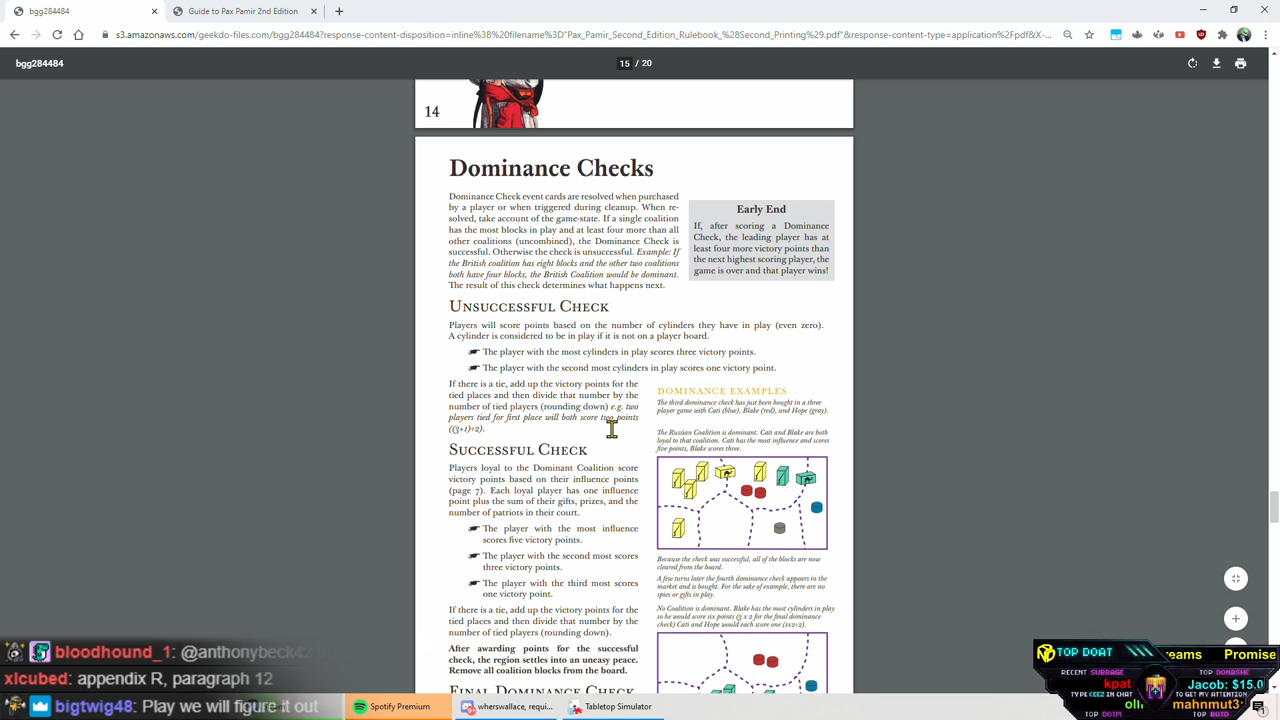 bgg284484
Guide to Pax Pamir 2nd Edition
s3.amazonaws.com/geekdo-files.com/bgg284484?response-content-disposition=inline%3B%20filename%3D"Pax_Pamir_Second_Edition_Rulebook_%28Second_Printing%29.pdf"&response-content-type=application%2Fpdf&X-...
bgg284484
15 / 20
14
Dominance Checks
Dominance Check event cards are resolved when purchased
by a player or when triggered during cleanup. When re-
solved, take account of the game-state. If a single coalition
has the most blocks in play and at least four more than all
other coalitions (uncombined), the Dominance Check is
successful. Otherwise the check is unsuccessful. Example: If
the British coalition has eight blocks and the other two coalitions
both have four blocks, the British Coalition would be dominant.
The result of this check determines what happens next.
Early End
If, after scoring a Dominance
Check, the leading player has at
least four more victory points than
the next highest scoring player, the
game is over and that player wins!
Unsuccessful Check
Players will score points based on the number of cylinders they have in play (even zero).
A cylinder is considered to be in play if it is not on a player board.
The player with the most cylinders in play scores three victory points.
The player with the second most cylinders in play scores one victory point.
If there is a tie, add up the victory points for the
tied places and then divide that number by the
number of tied players (rounding down) e.g. two
players tied for first place will both score two points
((3+1)÷2).
Successful Check
Players loyal to the Dominant Coalition score
victory points based on their influence points
(page 7). Each loyal player has one influence
point plus the sum of their gifts, prizes, and the
number of patriots in their court.
The player with the most influence
scores five victory points.
The player with the second most scores
three victory points.
The player with the third most scores
one victory point.
If there is a tie, add up the victory points for the
tied places and then divide that number by the
number of tied players (rounding down).
After awarding points for the successful
check, the region settles into an uneasy peace.
Remove all coalition blocks from the board.
Final Dominance Check
DOMINANCE EXAMPLES
The third dominance check has just been bought in a three
player game with Cati (blue), Blake (red), and Hope (gray).
The Russian Coalition is dominant. Cati and Blake are both
loyal to that coalition. Cati has the most influence and scores
five points, Blake scores three.
Because the check was successful, all of the blocks are now
cleared from the board.
A few turns later the fourth dominance check appears in the
market and is bought. For the sake of example, there are no
spies or gifts in play.
No Coalition is dominant. Blake has the most cylinders in play
so he would score six points (3 x 2 for the final dominance
check) Cati and Hope would each score one (1x2÷2).
bloodhound_1: @anthonybeck42
xlcubed: appendix R, paragraph 12
bigtwig48: Play we will figure it out
Spotify Premium
wherswallace, requi...
Tabletop Simulator
TOP DOAT
reams Promise
RECENT SUBBAGE
TOP DONASHE
kpat
Jacob: $15.0
TYPE
TO GET MY ATTENTION
mahnmut3
TOP BOTD